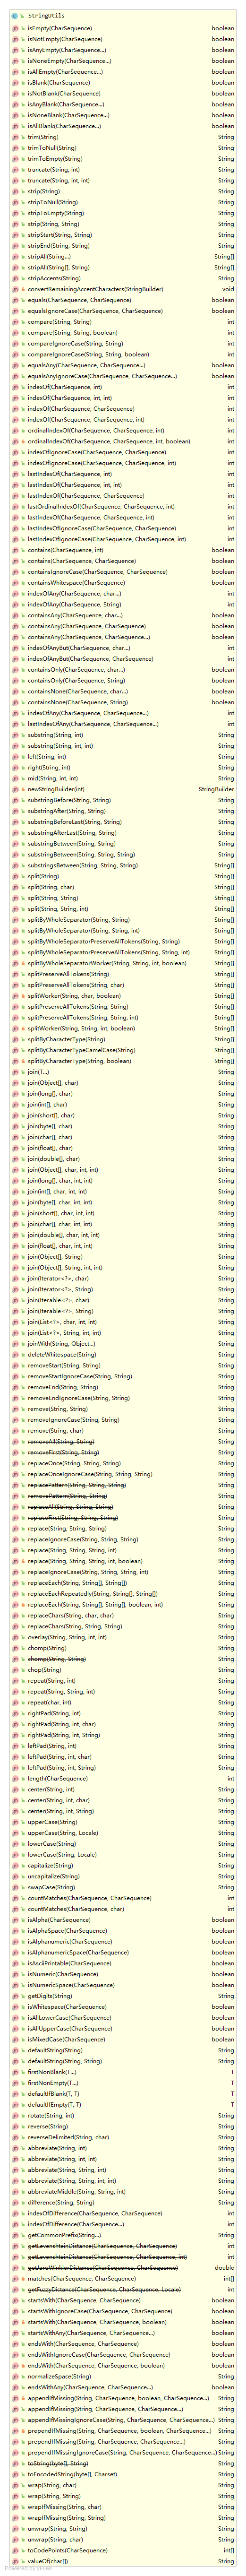 StringUtils
isEmpty(CharSequence) boolean
isNotEmpty(CharSequence) boolean
isAnyEmpty(CharSequence...) boolean
isNoneEmpty(CharSequence...) boolean
isAllEmpty(CharSequence...) boolean
isBlank(CharSequence) boolean
isNotBlank(CharSequence) boolean
isAnyBlank(CharSequence...) boolean
isNoneBlank(CharSequence...) boolean
isAllBlank(CharSequence...) boolean
trim(String) String
trimToNull(String) String
trimToEmpty(String) String
truncate(String, int) String
truncate(String, int, int) String
strip(String) String
stripToNull(String) String
stripToEmpty(String) String
strip(String, String) String
stripStart(String, String) String
stripEnd(String, String) String
stripAll(String...) String[]
stripAll(String[], String) String[]
stripAccents(String) String
convertRemainingAccentCharacters(StringBuilder) void
equals(CharSequence, CharSequence) boolean
equalsIgnoreCase(CharSequence, CharSequence) boolean
compare(String, String) int
compare(String, String, boolean) int
compareIgnoreCase(String, String) int
compareIgnoreCase(String, String, boolean) int
equalsAny(CharSequence, CharSequence...) boolean
equalsAnyIgnoreCase(CharSequence, CharSequence...) boolean
indexOf(CharSequence, int) int
indexOf(CharSequence, int, int) int
indexOf(CharSequence, CharSequence) int
indexOf(CharSequence, CharSequence, int) int
ordinalIndexOf(CharSequence, CharSequence, int) int
ordinalIndexOf(CharSequence, CharSequence, int, boolean) int
indexOfIgnoreCase(CharSequence, CharSequence) int
indexOfIgnoreCase(CharSequence, CharSequence, int) int
lastIndexOf(CharSequence, int) int
lastIndexOf(CharSequence, int, int) int
lastIndexOf(CharSequence, CharSequence) int
lastOrdinalIndexOf(CharSequence, CharSequence, int) int
lastIndexOf(CharSequence, CharSequence, int) int
lastIndexOfIgnoreCase(CharSequence, CharSequence) int
lastIndexOfIgnoreCase(CharSequence, CharSequence, int) int
contains(CharSequence, int) boolean
contains(CharSequence, CharSequence) boolean
containsIgnoreCase(CharSequence, CharSequence) boolean
containsWhitespace(CharSequence) boolean
indexOfAny(CharSequence, char...) int
indexOfAny(CharSequence, String) int
containsAny(CharSequence, char...) boolean
containsAny(CharSequence, CharSequence) boolean
containsAny(CharSequence, CharSequence...) boolean
indexOfAnyBut(CharSequence, char...) int
indexOfAnyBut(CharSequence, CharSequence) int
containsOnly(CharSequence, char...) boolean
containsOnly(CharSequence, String) boolean
containsNone(CharSequence, char...) boolean
containsNone(CharSequence, String) boolean
indexOfAny(CharSequence, CharSequence...) int
lastIndexOfAny(CharSequence, CharSequence...) int
substring(String, int) String
substring(String, int, int) String
left(String, int) String
right(String, int) String
mid(String, int, int) String
newStringBuilder(int) StringBuilder
substringBefore(String, String) String
substringAfter(String, String) String
substringBeforeLast(String, String) String
substringAfterLast(String, String) String
substringBetween(String, String) String
substringBetween(String, String, String) String
substringsBetween(String, String, String) String[]
split(String) String[]
split(String, char) String[]
split(String, String) String[]
split(String, String, int) String[]
splitByWholeSeparator(String, String) String[]
splitByWholeSeparator(String, String, int) String[]
splitByWholeSeparatorPreserveAllTokens(String, String) String[]
splitByWholeSeparatorPreserveAllTokens(String, String, int) String[]
splitByWholeSeparatorWorker(String, String, int, boolean) String[]
splitPreserveAllTokens(String) String[]
splitPreserveAllTokens(String, char) String[]
splitWorker(String, char, boolean) String[]
splitPreserveAllTokens(String, String) String[]
splitPreserveAllTokens(String, String, int) String[]
splitWorker(String, String, int, boolean) String[]
splitByCharacterType(String) String[]
splitByCharacterTypeCamelCase(String) String[]
splitByCharacterType(String, boolean) String[]
join(T...) String
join(Object[], char) String
join(long[], char) String
join(int[], char) String
join(short[], char) String
join(byte[], char) String
join(char[], char) String
join(float[], char) String
join(double[], char) String
join(Object[], char, int, int) String
join(long[], char, int, int) String
join(int[], char, int, int) String
join(byte[], char, int, int) String
join(short[], char, int, int) String
join(char[], char, int, int) String
join(double[], char, int, int) String
join(float[], char, int, int) String
join(Object[], String) String
join(Object[], String, int, int) String
join(Iterator<?>, char) String
join(Iterator<?>, String) String
join(Iterable<?>, char) String
join(Iterable<?>, String) String
join(List<?>, char, int, int) String
join(List<?>, String, int, int) String
joinWith(String, Object...) String
deleteWhitespace(String) String
removeStart(String, String) String
removeStartIgnoreCase(String, String) String
removeEnd(String, String) String
removeEndIgnoreCase(String, String) String
remove(String, String) String
removeIgnoreCase(String, String) String
remove(String, char) String
removeAll(String, String) String
removeFirst(String, String) String
replaceOnce(String, String, String) String
replaceOnceIgnoreCase(String, String, String) String
replacePattern(String, String, String) String
removePattern(String, String) String
replaceAll(String, String, String) String
replaceFirst(String, String, String) String
replace(String, String, String) String
replaceIgnoreCase(String, String, String) String
replace(String, String, String, int) String
replace(String, String, String, int, boolean) String
replaceIgnoreCase(String, String, String, int) String
replaceEach(String, String[], String[]) String
replaceEachRepeatedly(String, String[], String[]) String
replaceEach(String, String[], String[], boolean, int) String
replaceChars(String, char, char) String
replaceChars(String, String, String) String
overlay(String, String, int, int) String
chomp(String) String
chomp(String, String) String
chop(String) String
repeat(String, int) String
repeat(String, String, int) String
repeat(char, int) String
rightPad(String, int) String
rightPad(String, int, char) String
rightPad(String, int, String) String
leftPad(String, int) String
leftPad(String, int, char) String
leftPad(String, int, String) String
length(CharSequence) int
center(String, int) String
center(String, int, char) String
center(String, int, String) String
upperCase(String) String
upperCase(String, Locale) String
lowerCase(String) String
lowerCase(String, Locale) String
capitalize(String) String
uncapitalize(String) String
swapCase(String) String
countMatches(CharSequence, CharSequence) int
countMatches(CharSequence, char) int
isAlpha(CharSequence) boolean
isAlphaSpace(CharSequence) boolean
isAlphanumeric(CharSequence) boolean
isAlphanumericSpace(CharSequence) boolean
isAsciiPrintable(CharSequence) boolean
isNumeric(CharSequence) boolean
isNumericSpace(CharSequence) boolean
getDigits(String) String
isWhitespace(CharSequence) boolean
isAllLowerCase(CharSequence) boolean
isAllUpperCase(CharSequence) boolean
isMixedCase(CharSequence) boolean
defaultString(String) String
defaultString(String, String) String
firstNonBlank(T...) T
firstNonEmpty(T...) T
defaultIfBlank(T, T) T
defaultIfEmpty(T, T) T
rotate(String, int) String
reverse(String) String
reverseDelimited(String, char) String
abbreviate(String, int) String
abbreviate(String, int, int) String
abbreviate(String, String, int) String
abbreviate(String, String, int, int) String
abbreviateMiddle(String, String, int) String
difference(String, String) String
indexOfDifference(CharSequence, CharSequence) int
indexOfDifference(CharSequence...) int
getCommonPrefix(String...) String
getLevenshteinDistance(CharSequence, CharSequence) int
getLevenshteinDistance(CharSequence, CharSequence, int) int
getJaroWinklerDistance(CharSequence, CharSequence) double
matches(CharSequence, CharSequence) int[]
getFuzzyDistance(CharSequence, CharSequence, Locale) int
startsWith(CharSequence, CharSequence) boolean
startsWithIgnoreCase(CharSequence, CharSequence) boolean
startsWith(CharSequence, CharSequence, boolean) boolean
startsWithAny(CharSequence, CharSequence...) boolean
endsWith(CharSequence, CharSequence) boolean
endsWithIgnoreCase(CharSequence, CharSequence) boolean
endsWith(CharSequence, CharSequence, boolean) boolean
normalizeSpace(String) String
endsWithAny(CharSequence, CharSequence...) boolean
appendIfMissing(String, CharSequence, boolean, CharSequence...) String
appendIfMissing(String, CharSequence, CharSequence...) String
appendIfMissingIgnoreCase(String, CharSequence, CharSequence...) String
prependIfMissing(String, CharSequence, boolean, CharSequence...) String
prependIfMissing(String, CharSequence, CharSequence...) String
prependIfMissingIgnoreCase(String, CharSequence, CharSequence...) String
toString(byte[], String) String
toEncodedString(byte[], Charset) String
wrap(String, char) String
wrap(String, String) String
wrapIfMissing(String, char) String
wrapIfMissing(String, String) String
unwrap(String, String) String
unwrap(String, char) String
toCodePoints(CharSequence) int[]
valueOf(char[]) String
Powered by yFiles